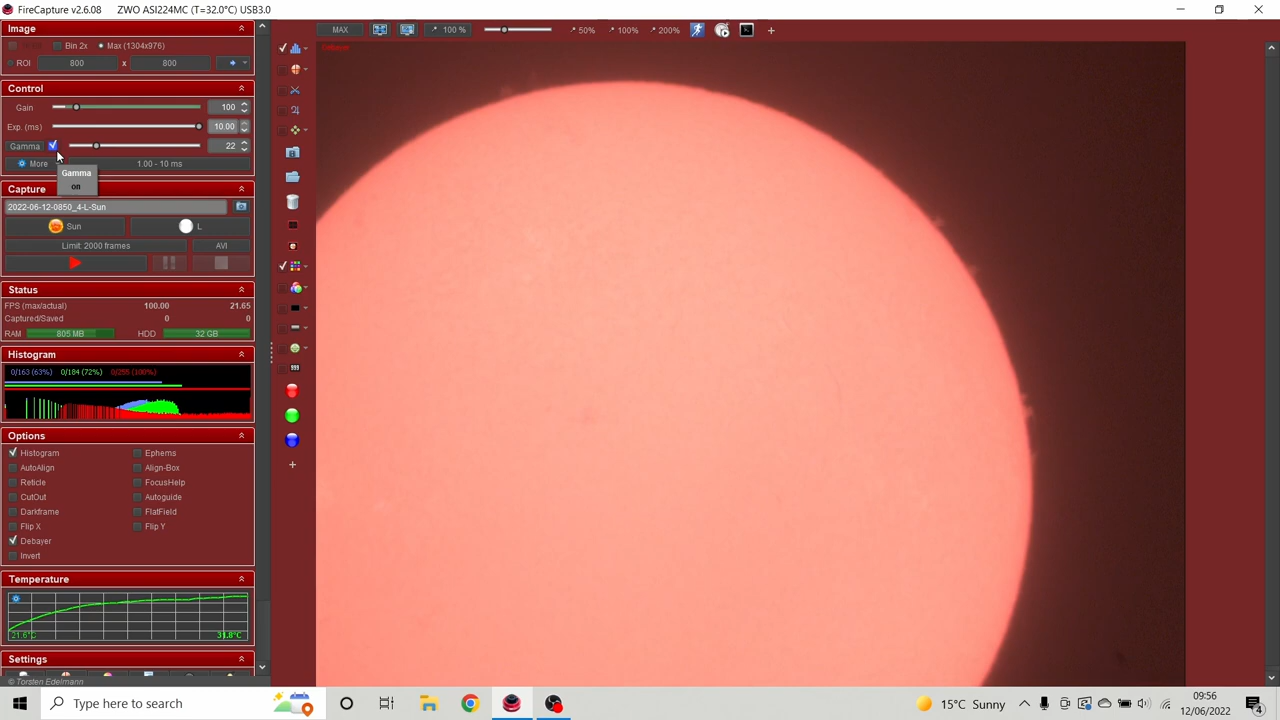 FireCapture v2.6.08 ZWO ASI224MC (T=32.0°C) USB3.0
Image
Bin 2x Max (1304x976)
ROI 800 x 800
Control
Gain 100
Exp. (ms) 10.00
Gamma 22
More 1.00 - 10 ms
Gamma
on
Capture
2022-06-12-0850_4-L-Sun
Sun L
Limit: 2000 frames AVI
Status
FPS (max/actual) 100.00 21.65
Captured/Saved 0 0
RAM 805 MB HDD 32 GB
Histogram
0/163 (63%) 0/184 (72%) 0/255 (100%)
Options
Histogram Ephems
AutoAlign Align-Box
Reticle FocusHelp
CutOut Autoguide
Darkframe FlatField
Flip X Flip Y
Debayer
Invert
Temperature
21.6°C 31.8°C
Settings
© Torsten Edelmann
MAX 100 % 50% 100% 200%
Type here to search
15°C Sunny
09:56
12/06/2022
4